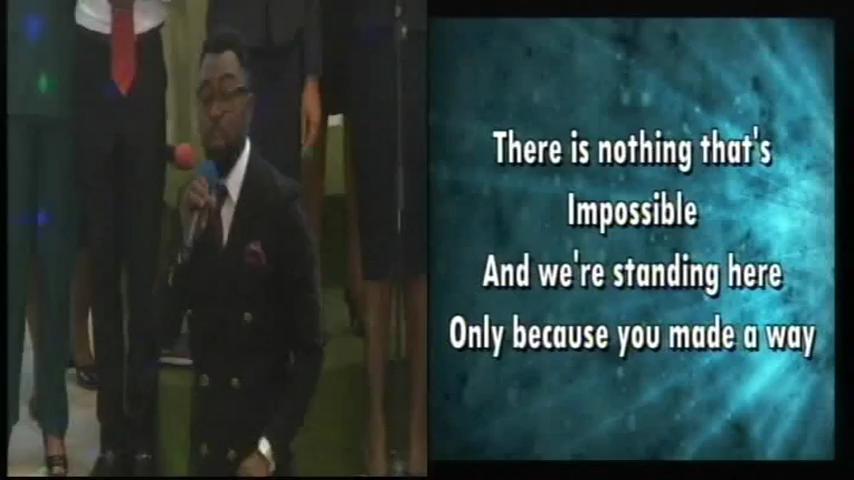 There is nothing that's
Impossible
And we're standing here
Only because you made a way